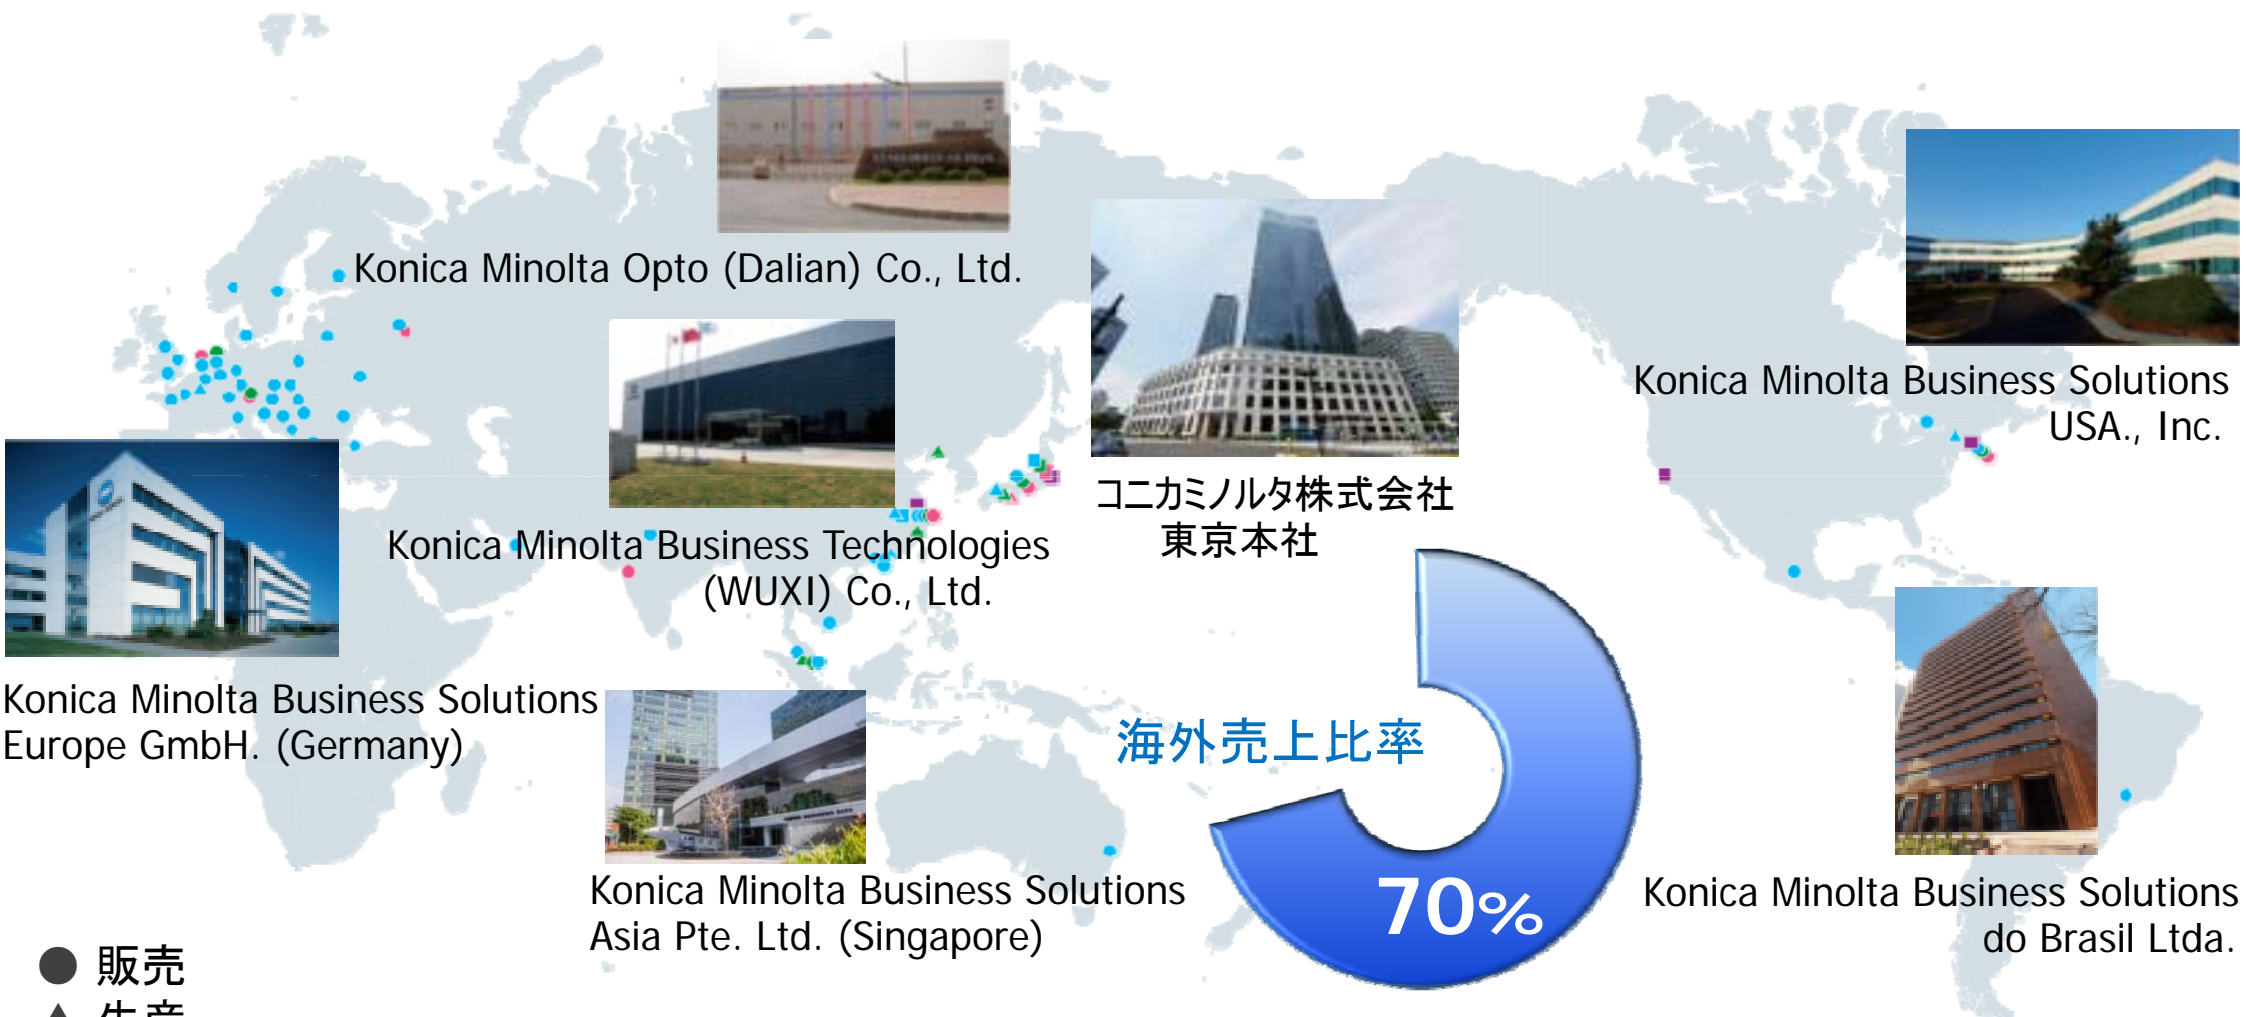 Konica Minolta Opto (Dalian) Co., Ltd.
Konica Minolta Business Solutions
USA., Inc.
コニカミノルタ株式会社
東京本社
Konica Minolta Business Technologies
(WUXI) Co., Ltd.
Konica Minolta Business Solutions
Europe GmbH. (Germany)
海外売上比率
70%
Konica Minolta Business Solutions
Asia Pte. Ltd. (Singapore)
Konica Minolta Business Solutions
do Brasil Ltda.
● 販売
▲ 生産